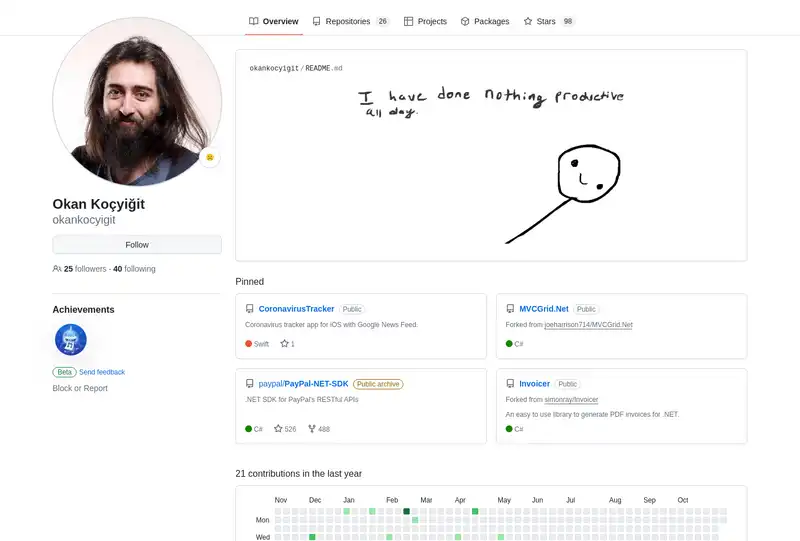 Overview
Repositories 26
Projects
Packages
Stars 98
okankocyigit/README.md
I have done nothing productive
all day.
Okan Koçyiğit
okankocyigit
Follow
25 followers · 40 following
Achievements
Beta Send feedback
Block or Report
Pinned
CoronavirusTracker Public
Coronavirus tracker app for iOS with Google News Feed.
Swift 1
MVCGrid.Net Public
Forked from joeharrison714/MVCGrid.Net
C#
paypal/PayPal-NET-SDK Public archive
.NET SDK for PayPal's RESTful APIs
C# 526 488
Invoicer Public
Forked from simonray/Invoicer
An easy to use library to generate PDF invoices for .NET.
C#
21 contributions in the last year
Nov Dec Jan Feb Mar Apr May Jun Jul Aug Sep Oct
Mon
Wed